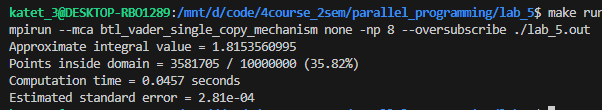 katet_3@DESKTOP-RBO1289:/mnt/d/code/4course_2sem/parallel_programming/lab_5$ make run
mpirun --mca btl_vader_single_copy_mechanism none -np 8 --oversubscribe ./lab_5.out
Approximate integral value = 1.8153560995
Points inside domain = 3581705 / 10000000 (35.82%)
Computation time = 0.0457 seconds
Estimated standard error = 2.81e-04